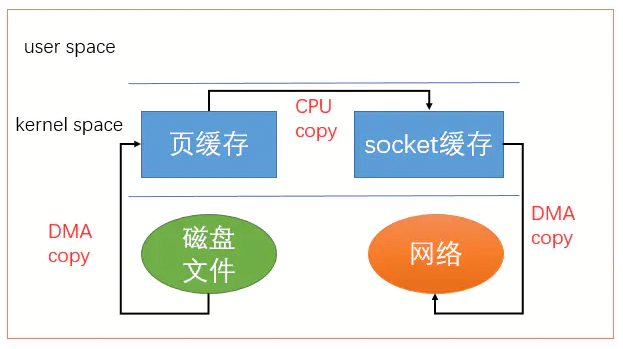 user space
CPU
copy
kernel space
页缓存
socket缓存
DMA
copy
磁盘
文件
网络
DMA
copy